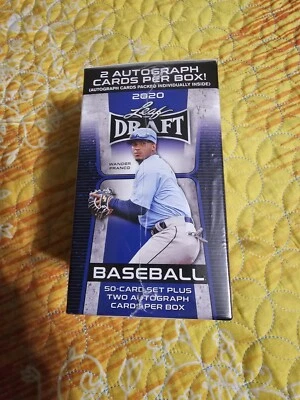 2 AUTOGRAPH
CARDS PER BOX!
(AUTOGRAPH CARDS PACKED INDIVIDUALLY INSIDE)
2020
Leaf
DRAFT
WANDER
FRANCO
BASEBALL
50-CARD SET PLUS
TWO AUTOGRAPH
CARDS PER BOX